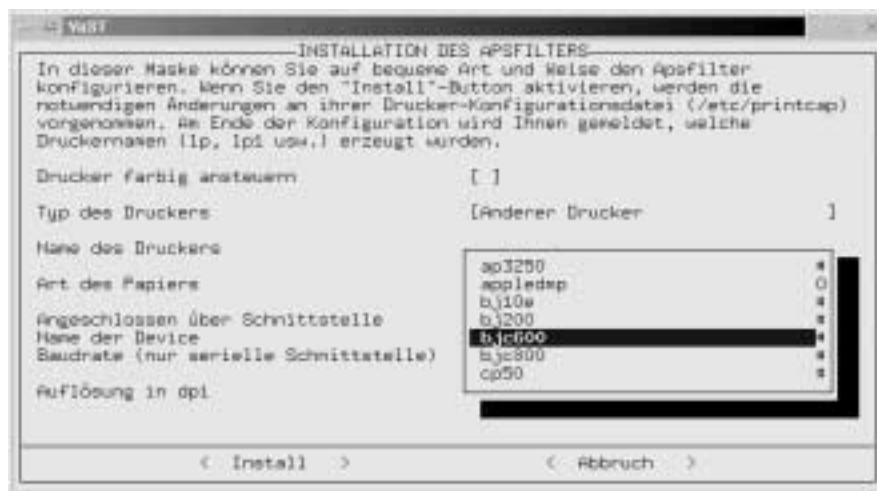 YaST
INSTALLATION DES APSFILTERS
In dieser Maske können Sie auf bequeme Art und Weise den Apsfilter
konfigurieren. Wenn Sie den "Install"-Button aktivieren, werden die
notwendigen Änderungen an ihrer Drucker-Konfigurationsdatei (/etc/printcap)
vorgenommen. Am Ende der Konfiguration wird Ihnen gemeldet, welche
Druckernamen (lp, lp1 usw.) erzeugt wurden.
Drucker farbig ansteuern [ ]
Typ des Druckers [Anderer Drucker ]
Name des Druckers
ap3250
Art des Papiers
appledmp
bj10e
Angeschlossen über Schnittstelle
bj200
Name der Device
bjc600
Baudrate (nur serielle Schnittstelle)
bjc800
cp50
Auflösung in dpi
< Install > < Abbruch >